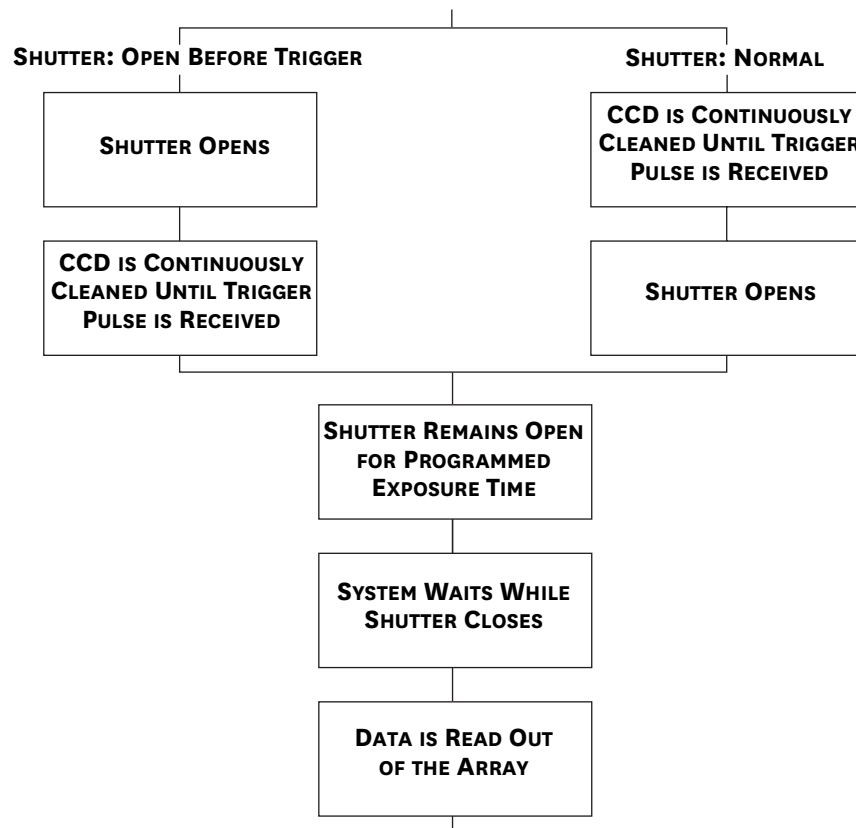 Shutter: Open Before Trigger
Shutter Opens
CCD is Continuously
Cleaned Until Trigger
Pulse is Received
Shutter: Normal
CCD is Continuously
Cleaned Until Trigger
Pulse is Received
Shutter Opens
Shutter Remains Open
for Programmed
Exposure Time
System Waits While
Shutter Closes
Data is Read Out
of the Array